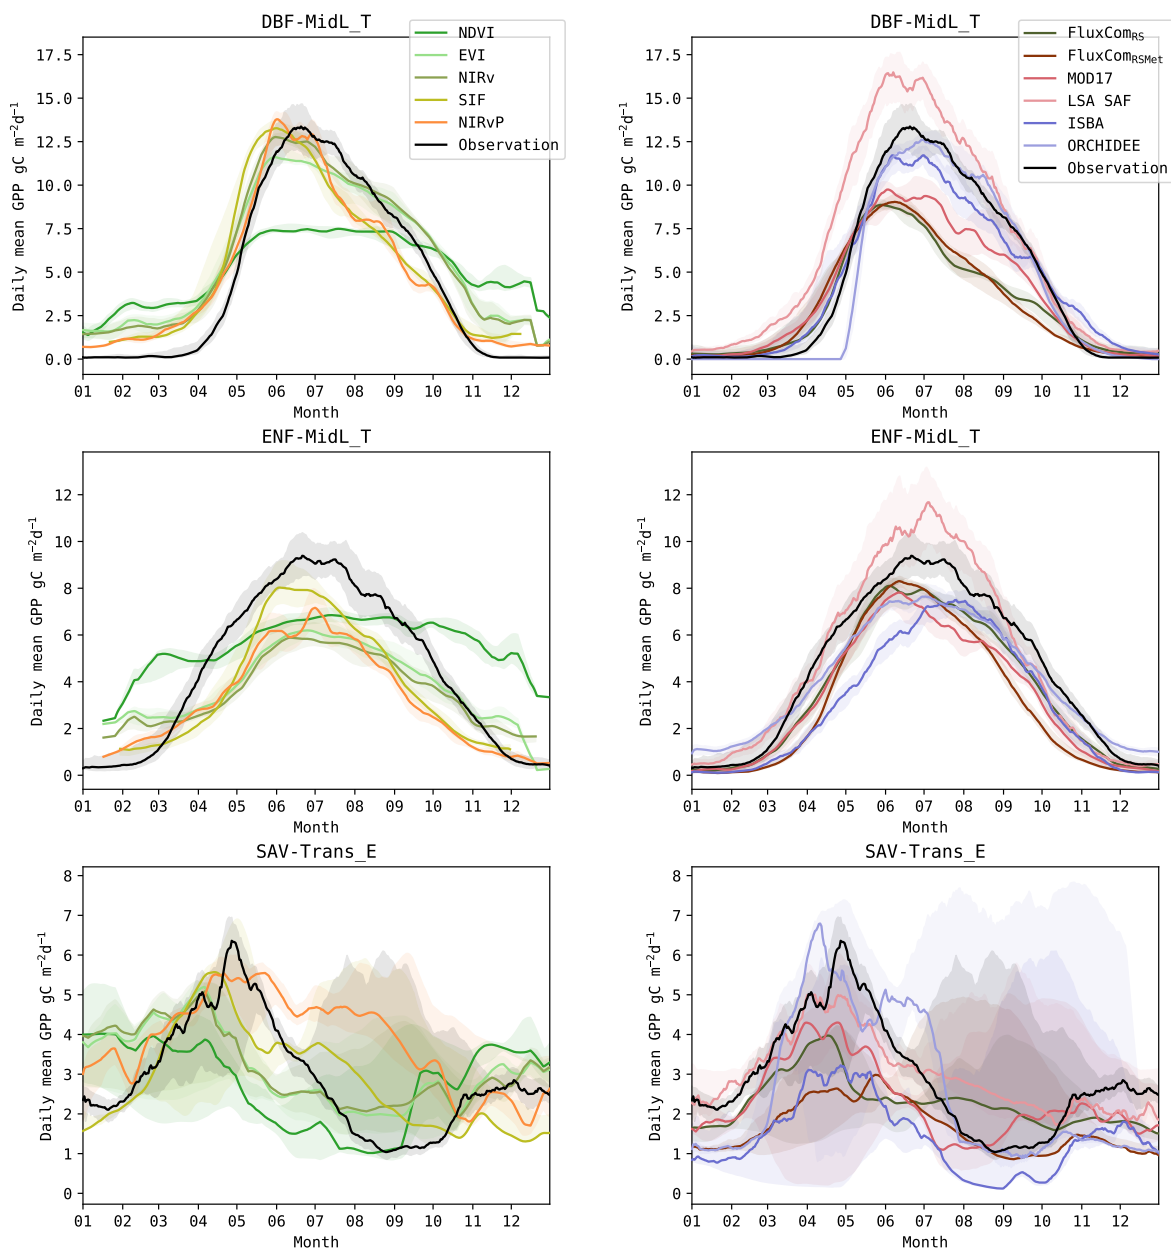 DBF-MidL_T
Daily mean GPP gC m⁻²d⁻¹
17.5
15.0
12.5
10.0
7.5
5.0
2.5
0.0
NDVI
EVI
NIRv
SIF
NIRvP
Observation
01 02 03 04 05 06 07 08 09 10 11 12
Month
DBF-MidL_T
Daily mean GPP gC m⁻²d⁻¹
17.5
15.0
12.5
10.0
7.5
5.0
2.5
0.0
FluxCom_RS
FluxCom_RSMet
MOD17
LSA SAF
ISBA
ORCHIDEE
Observation
01 02 03 04 05 06 07 08 09 10 11 12
Month
ENF-MidL_T
Daily mean GPP gC m⁻²d⁻¹
12
10
8
6
4
2
0
01 02 03 04 05 06 07 08 09 10 11 12
Month
ENF-MidL_T
Daily mean GPP gC m⁻²d⁻¹
12
10
8
6
4
2
0
01 02 03 04 05 06 07 08 09 10 11 12
Month
SAV-Trans_E
Daily mean GPP gC m⁻²d⁻¹
8
7
6
5
4
3
2
1
0
01 02 03 04 05 06 07 08 09 10 11 12
Month
SAV-Trans_E
Daily mean GPP gC m⁻²d⁻¹
8
7
6
5
4
3
2
1
0
01 02 03 04 05 06 07 08 09 10 11 12
Month